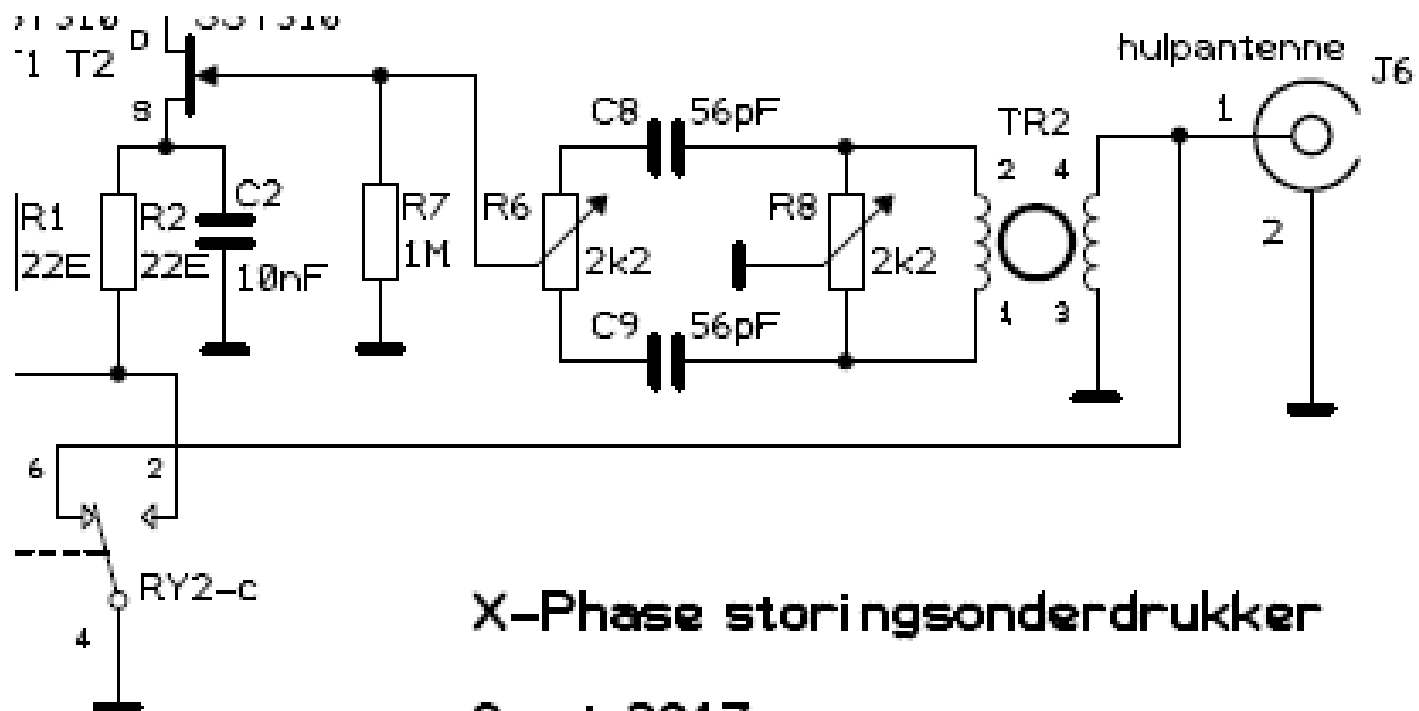 D
T2
S
hulpantenne
J6
1
2
C8 56pF
TR2
2 4
1 3
R1
22E
R2
22E
C2
10nF
R7
1M
R6
2k2
R8
2k2
C9 56pF
6 2
RY2-c
4
X-Phase storingsonderdrukker